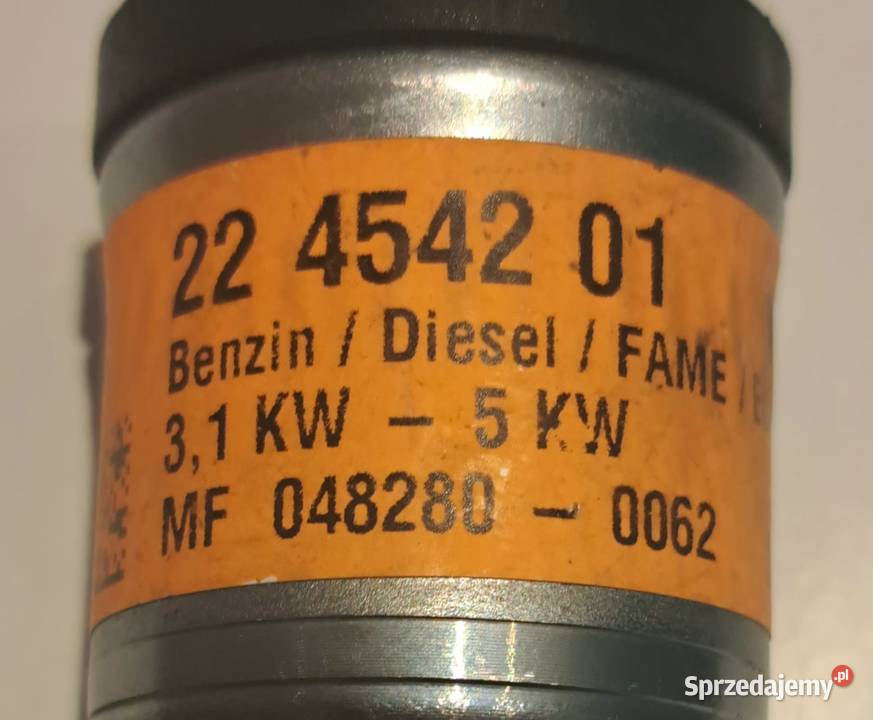 22 4542 01
Benzin / Diesel / FAME /
3,1 KW – 5 KW
MF 048280 – 0062
Sprzedajemy.pl